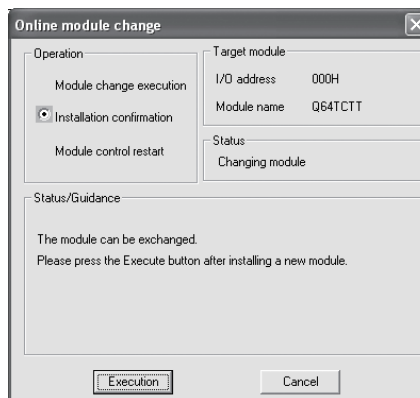 Online module change
Operation
Module change execution
Installation confirmation
Module control restart
Target module
I/O address 000H
Module name Q64TCTT
Status
Changing module
Status/Guidance
The module can be exchanged.
Please press the Execute button after installing a new module.
Execution Cancel